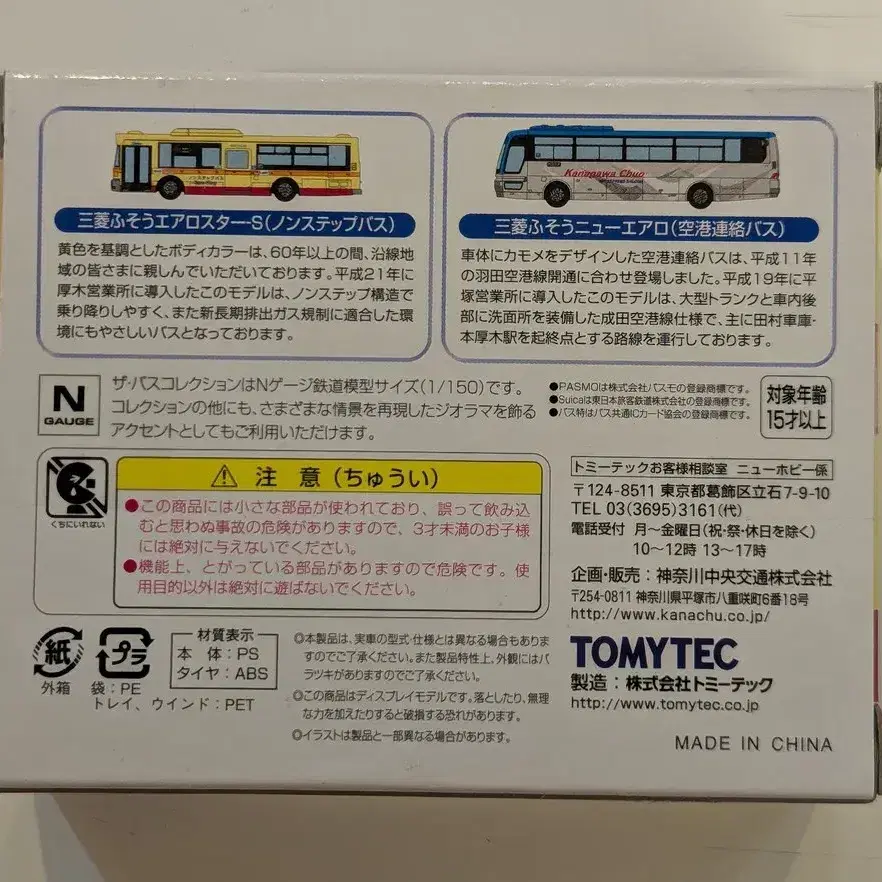 ノンステップバス
Kanagawa Chuo
三菱ふそうエアロスター-S(ノンステップバス)
黄色を基調としたボディカラーは、60年以上の間、沿線地
域の皆さまに親しんでいただいております。平成21年に
厚木営業所に導入したこのモデルは、ノンステップ構造で
乗り降りしやすく、また新長期排出ガス規制に適合した環
境にもやさしいバスとなっております。
三菱ふそうニューエアロ(空港連絡バス)
車体にカモメをデザインした空港連絡バスは、平成11年
の羽田空港線開通に合わせ登場しました。平成19年に平
塚営業所に導入したこのモデルは、大型トランクと車内後
部に洗面所を装備した成田空港線仕様で、主に田村車庫-
本厚木駅を起終点とする路線を運行しております。
N
GAUGE
ザ・バスコレクションはNゲージ鉄道模型サイズ(1/150)です。
コレクションの他にも、さまざまな情景を再現したジオラマを飾る
アクセントとしてもご利用いただけます。
●PASMOは株式会社パスモの登録商標です。
●Suicaは東日本旅客鉄道株式会社の登録商標です。
●バス特はバス共通ICカード協会の登録商標です。
対象年齢
15才以上
くちにいれない
注 意 (ちゅうい)
●この商品には小さな部品が使われており、誤って飲み込
むと思わぬ事故の危険がありますので、3才未満のお子様
には絶対に与えないでください。
●機能上、とがっている部品がありますので危険です。使
用目的以外は絶対に遊ばないでください。
トミーテックお客様相談室 ニューホビー係
〒124-8511 東京都葛飾区立石7-9-10
TEL 03(3695)3161(代)
電話受付 月〜金曜日(祝・祭・休日を除く)
10〜12時 13〜17時
企画・販売：神奈川中央交通株式会社
〒254-0811 神奈川県平塚市八重咲町6番18号
http://www.kanachu.co.jp/
紙
外箱
プラ
袋：PE
トレイ、ウインド：PET
材質表示
本 体：PS
タイヤ：ABS
◎本製品は、実車の型式・仕様とは異なる場合もありま
すのでご了承ください。また製品特性上、外観にはバ
ラツキがありますのでご了承ください。
◎この商品はディスプレイモデルです。落としたり、無理
な力を加えたりすると破損する恐れがあります。
◎イラストは製品と一部異なる場合があります。
TOMYTEC
製造：株式会社トミーテック
http://www.tomytec.co.jp
MADE IN CHINA